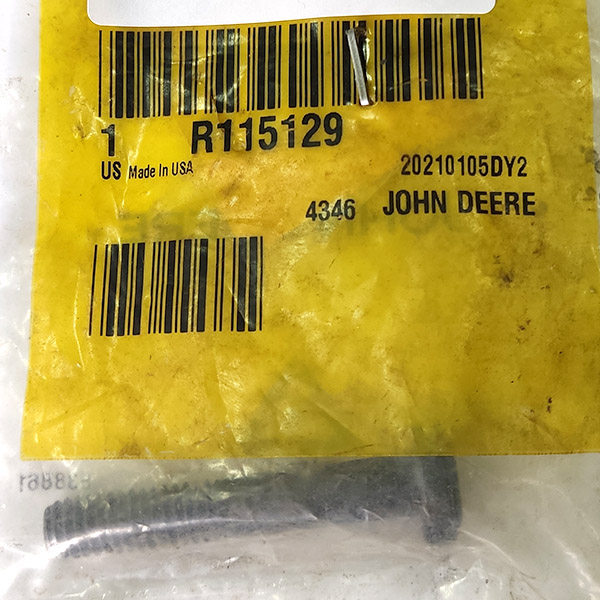 1 R115129
US Made In USA 20210105DY2
4346 JOHN DEERE